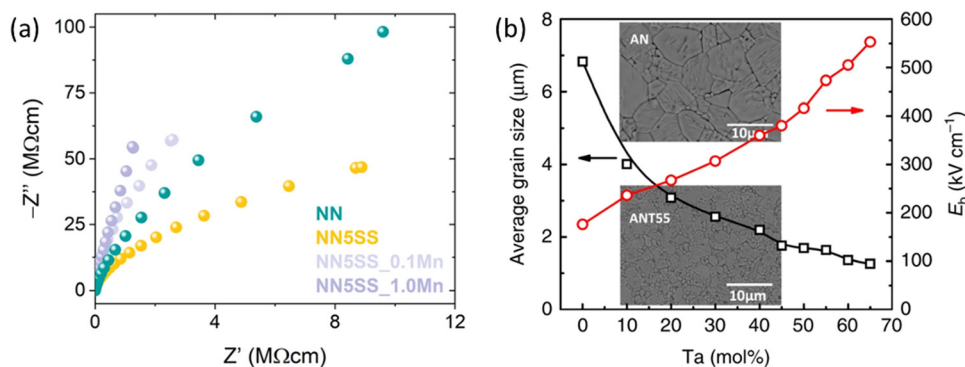 (a)
100
75
50
25
0
−Z'' (MΩcm)
0 4 8 12
Z' (MΩcm)
NN
NN5SS
NN5SS_0.1Mn
NN5SS_1.0Mn
(b)
8
6
4
2
0
Average grain size (μm)
AN
10μm
ANT55
10μm
600
500
400
300
200
100
0
E_b (kV cm⁻¹)
0 10 20 30 40 50 60 70
Ta (mol%)